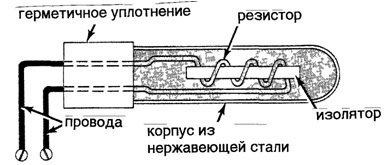 герметичное уплотнение
резистор
изолятор
провода
корпус из
нержавеющей стали